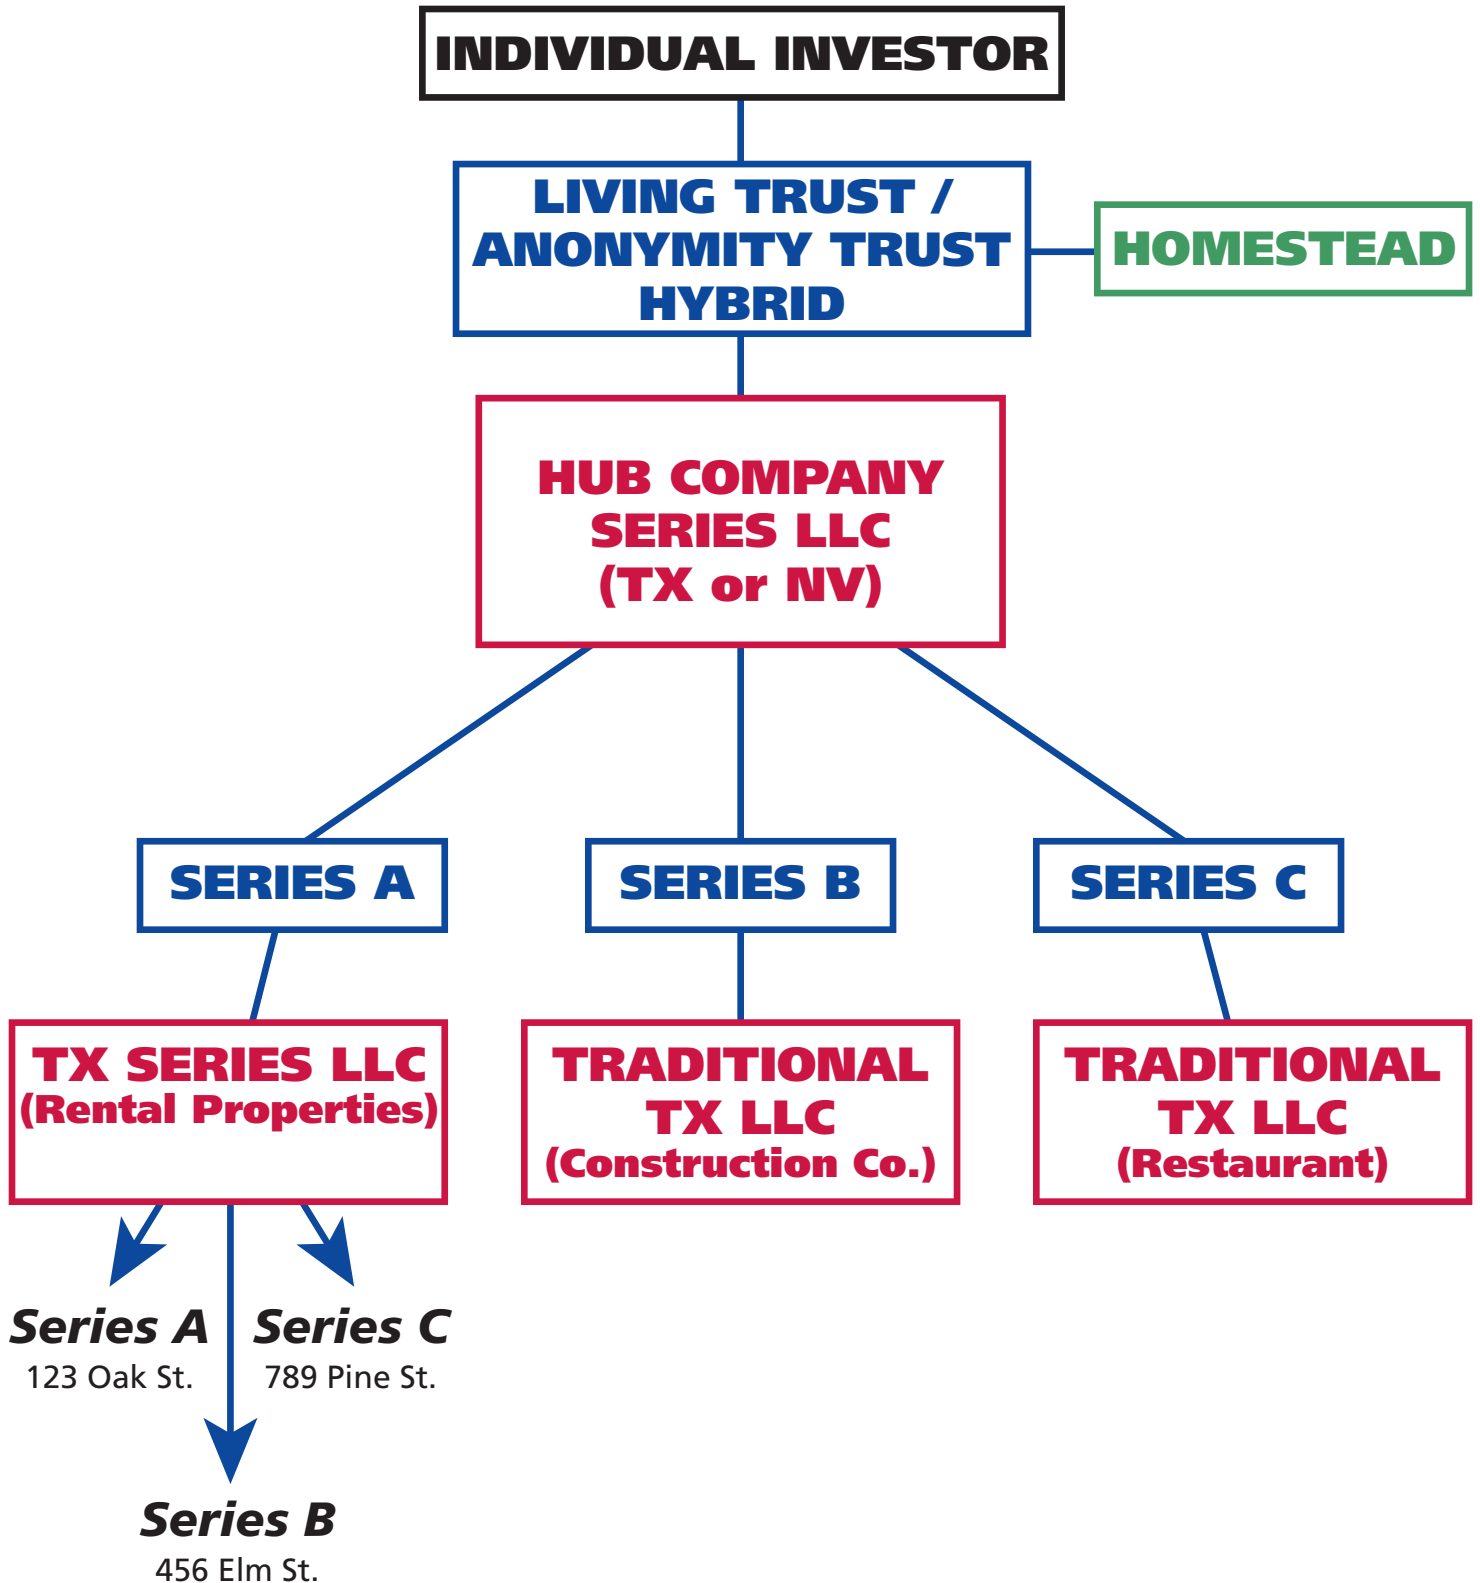 INDIVIDUAL INVESTOR
LIVING TRUST /
ANONYMITY TRUST
HYBRID
HOMESTEAD
HUB COMPANY
SERIES LLC
(TX or NV)
SERIES A
SERIES B
SERIES C
TX SERIES LLC
(Rental Properties)
TRADITIONAL
TX LLC
(Construction Co.)
TRADITIONAL
TX LLC
(Restaurant)
Series A
123 Oak St.
Series C
789 Pine St.
Series B
456 Elm St.